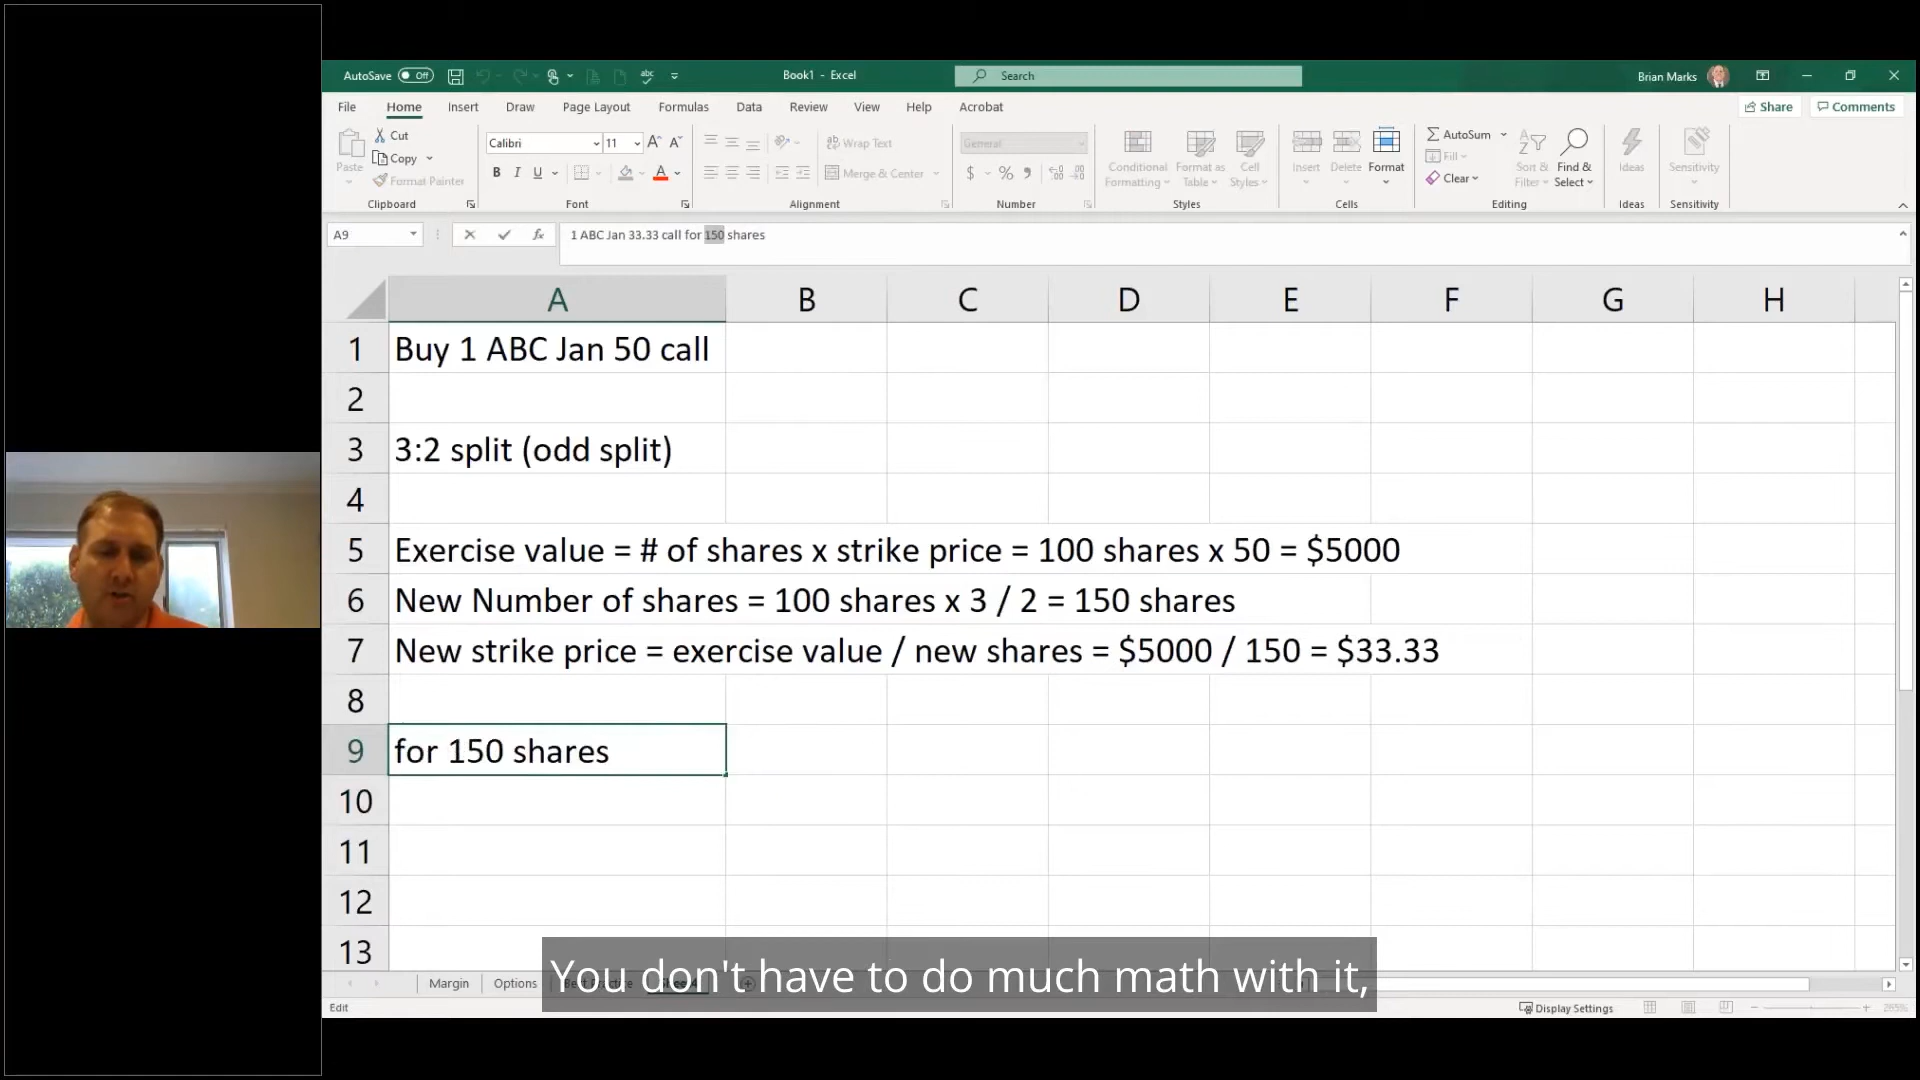 AutoSave Off
Book1 - Excel
Search
Brian Marks
File Home Insert Draw Page Layout Formulas Data Review View Help Acrobat
Share Comments
Paste
Cut
Copy
Format Painter
Clipboard
Calibri 11
B I U
Font
Wrap Text
Merge & Center
Alignment
General
$ % ,
Number
Conditional Formatting
Format as Table
Cell Styles
Styles
Insert Delete Format
Cells
AutoSum
Fill
Clear
Sort & Filter
Find & Select
Editing
Ideas
Ideas
Sensitivity
Sensitivity
A9
fx
1 ABC Jan 33.33 call for 150 shares
A B C D E F G H
1 Buy 1 ABC Jan 50 call
2
3 3:2 split (odd split)
4
5 Exercise value = # of shares x strike price = 100 shares x 50 = $5000
6 New Number of shares = 100 shares x 3 / 2 = 150 shares
7 New strike price = exercise value / new shares = $5000 / 150 = $33.33
8
9 for 150 shares
10
11
12
13
You don't have to do much math with it,
Margin Options
Edit
Display Settings